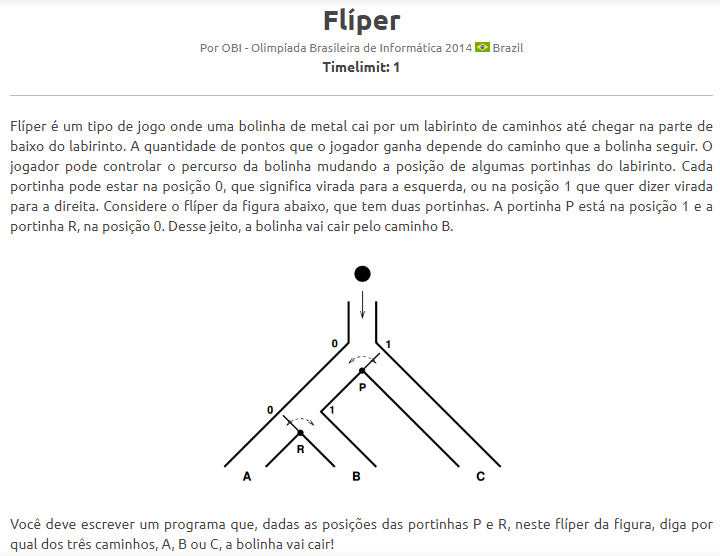 Flíper
Por OBI - Olimpíada Brasileira de Informática 2014 Brazil
Timelimit: 1
Flíper é um tipo de jogo onde uma bolinha de metal cai por um labirinto de caminhos até chegar na parte de
baixo do labirinto. A quantidade de pontos que o jogador ganha depende do caminho que a bolinha seguir. O
jogador pode controlar o percurso da bolinha mudando a posição de algumas portinhas do labirinto. Cada
portinha pode estar na posição 0, que significa virada para a esquerda, ou na posição 1 que quer dizer virada
para a direita. Considere o flíper da figura abaixo, que tem duas portinhas. A portinha P está na posição 1 e a
portinha R, na posição 0. Desse jeito, a bolinha vai cair pelo caminho B.
0 1
P
0 1
R
A B C
Você deve escrever um programa que, dadas as posições das portinhas P e R, neste flíper da figura, diga por
qual dos três caminhos, A, B ou C, a bolinha vai cair!